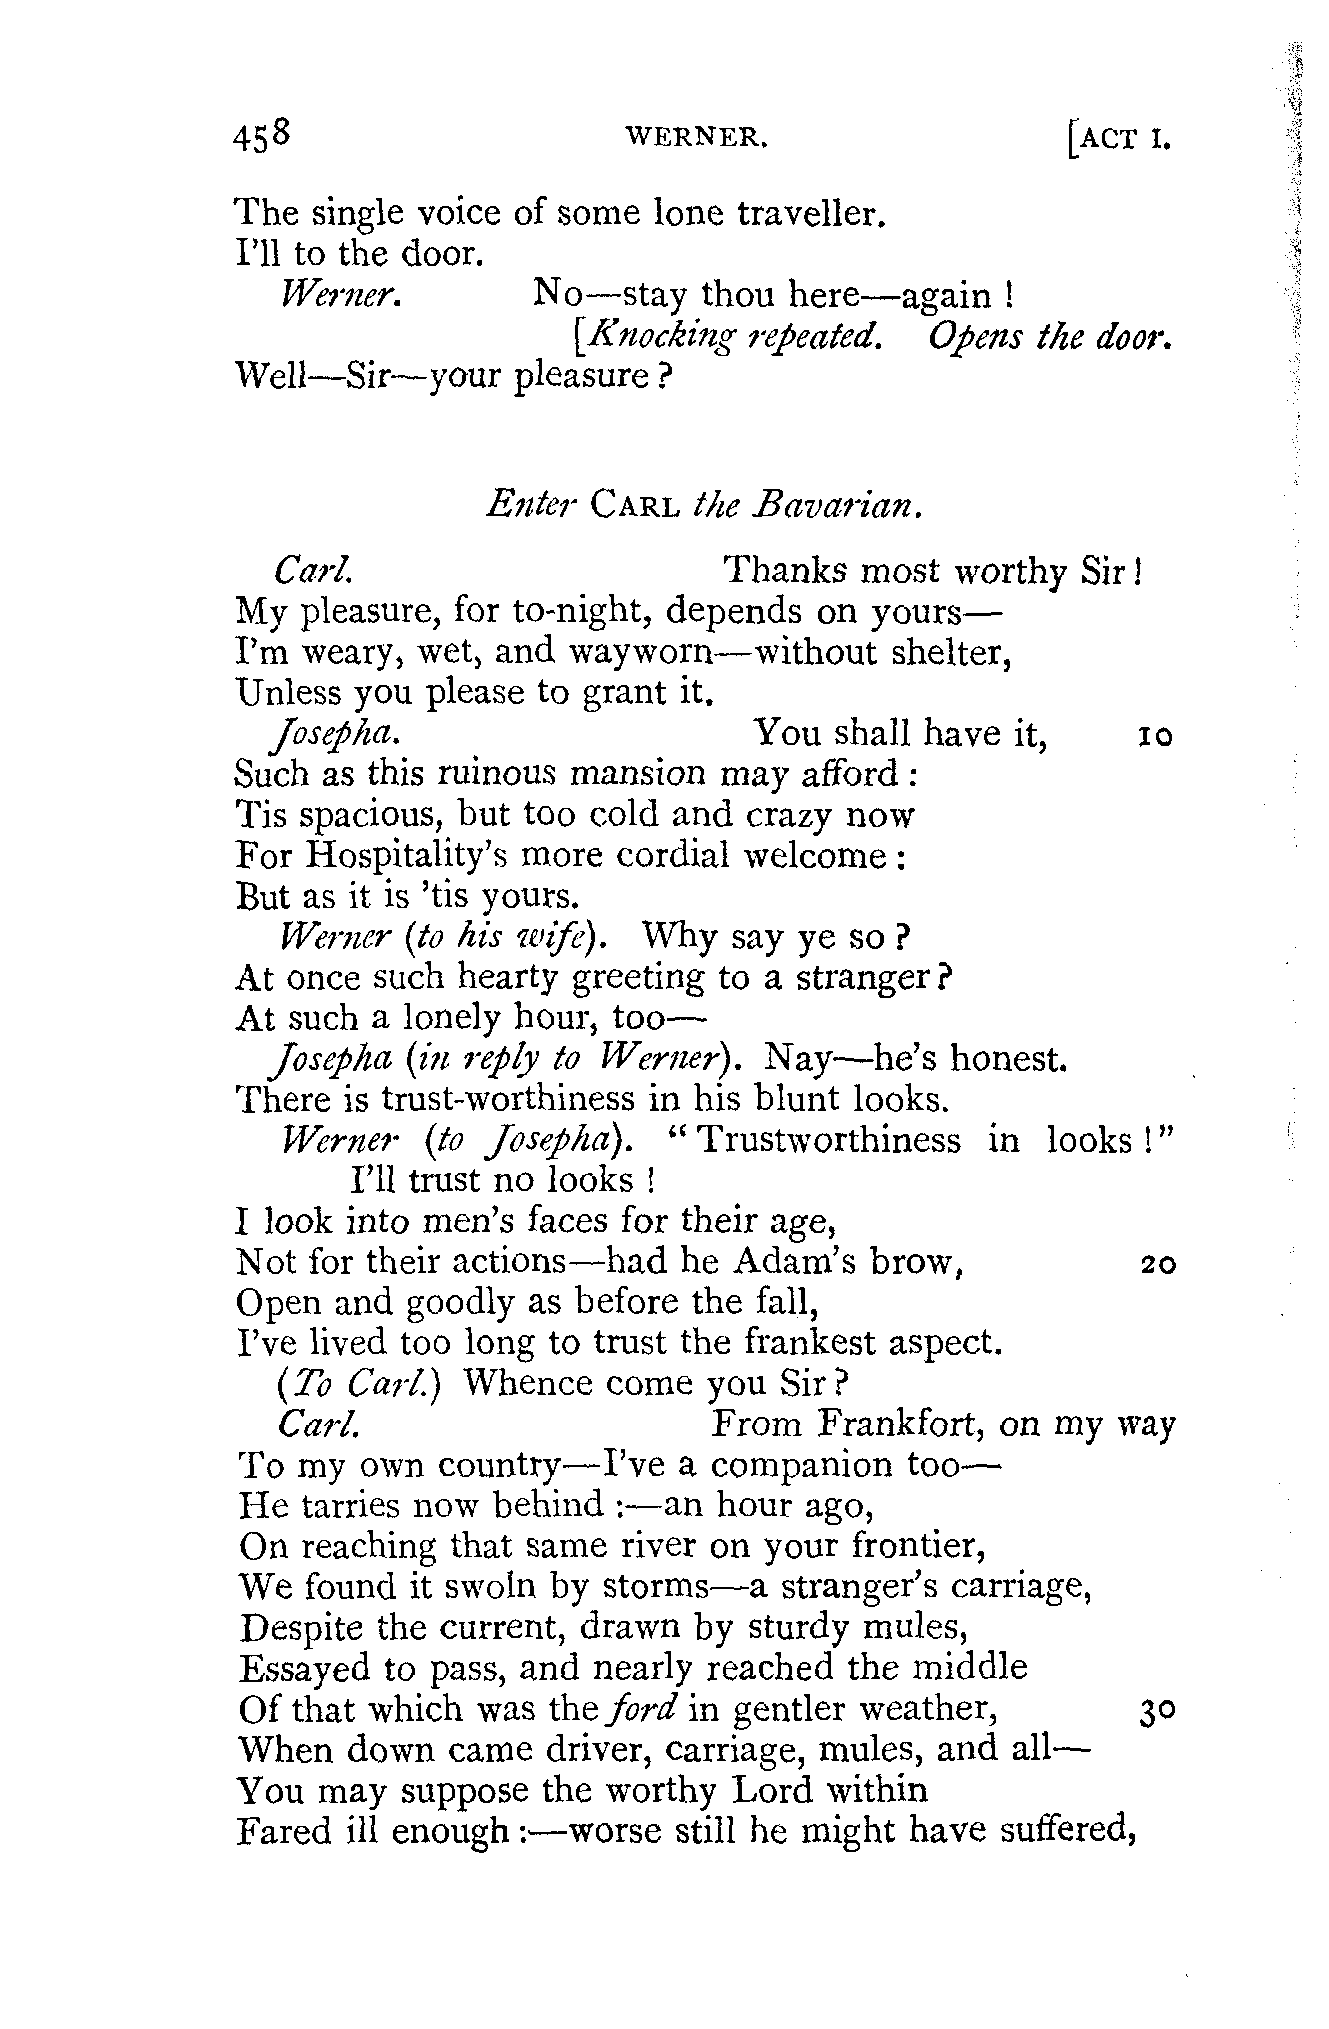 458 WERNER. [ACT I.
The single voice of some lone traveller.
I'll to the door.
Werner. No—stay thou here—again !
[Knocking repeated. Opens the door.
Well—Sir—your pleasure ?
Enter CARL the Bavarian.
Carl. Thanks most worthy Sir !
My pleasure, for to-night, depends on yours—
I'm weary, wet, and wayworn—without shelter,
Unless you please to grant it.
Josepha. You shall have it, 10
Such as this ruinous mansion may afford :
Tis spacious, but too cold and crazy now
For Hospitality's more cordial welcome :
But as it is 'tis yours.
Werner (to his wife). Why say ye so ?
At once such hearty greeting to a stranger ?
At such a lonely hour, too—
Josepha (in reply to Werner). Nay—he's honest.
There is trust-worthiness in his blunt looks.
Werner (to Josepha). “ Trustworthiness in looks !”
I'll trust no looks !
I look into men's faces for their age,
Not for their actions—had he Adam's brow, 20
Open and goodly as before the fall,
I've lived too long to trust the frankest aspect.
(To Carl.) Whence come you Sir ?
Carl. From Frankfort, on my way
To my own country—I've a companion too—
He tarries now behind :—an hour ago,
On reaching that same river on your frontier,
We found it swoln by storms—a stranger's carriage,
Despite the current, drawn by sturdy mules,
Essayed to pass, and nearly reached the middle
Of that which was the ford in gentler weather, 30
When down came driver, carriage, mules, and all—
You may suppose the worthy Lord within
Fared ill enough :—worse still he might have suffered,